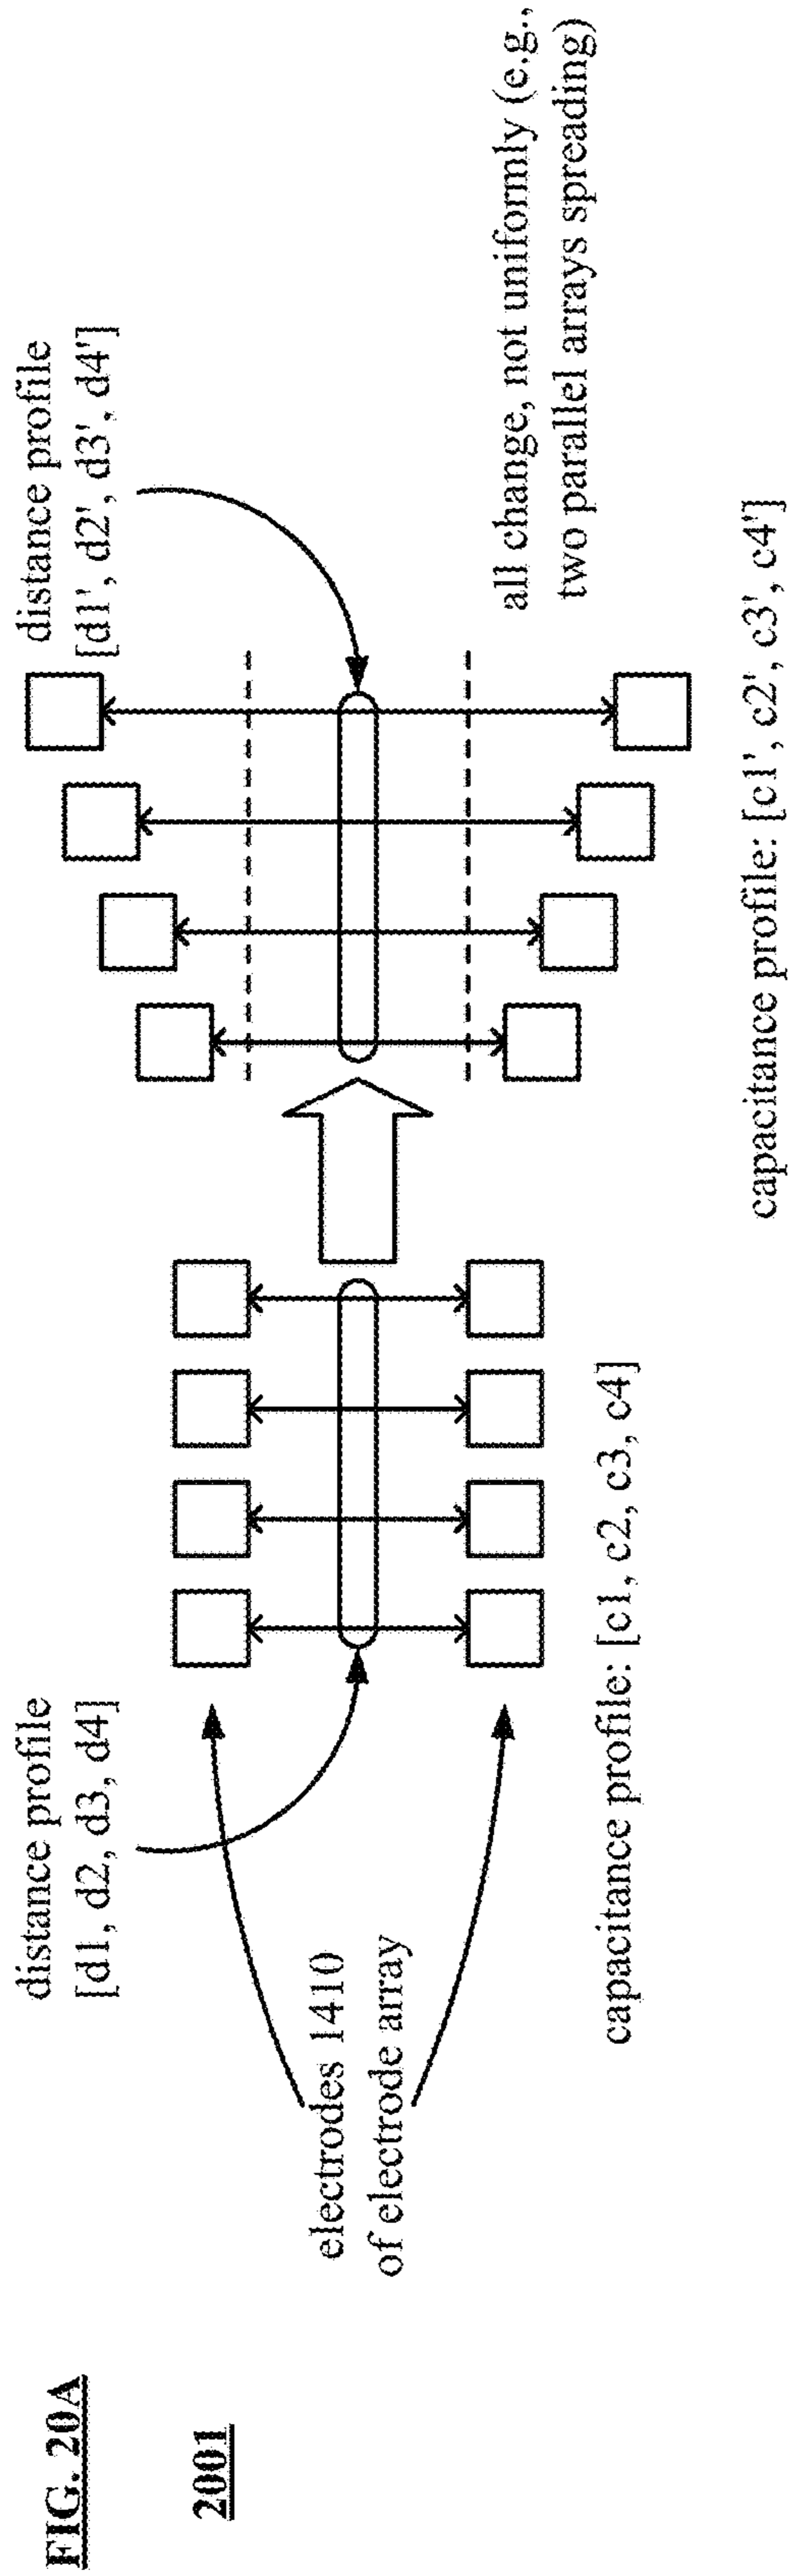 FIG. 20A
2001
distance profile
[d1, d2, d3, d4]
electrodes 1410
of electrode array
capacitance profile: [c1, c2, c3, c4]
distance profile
[d1', d2', d3', d4']
all change, not uniformly (e.g.,
two parallel arrays spreading)
capacitance profile: [c1', c2', c3', c4']